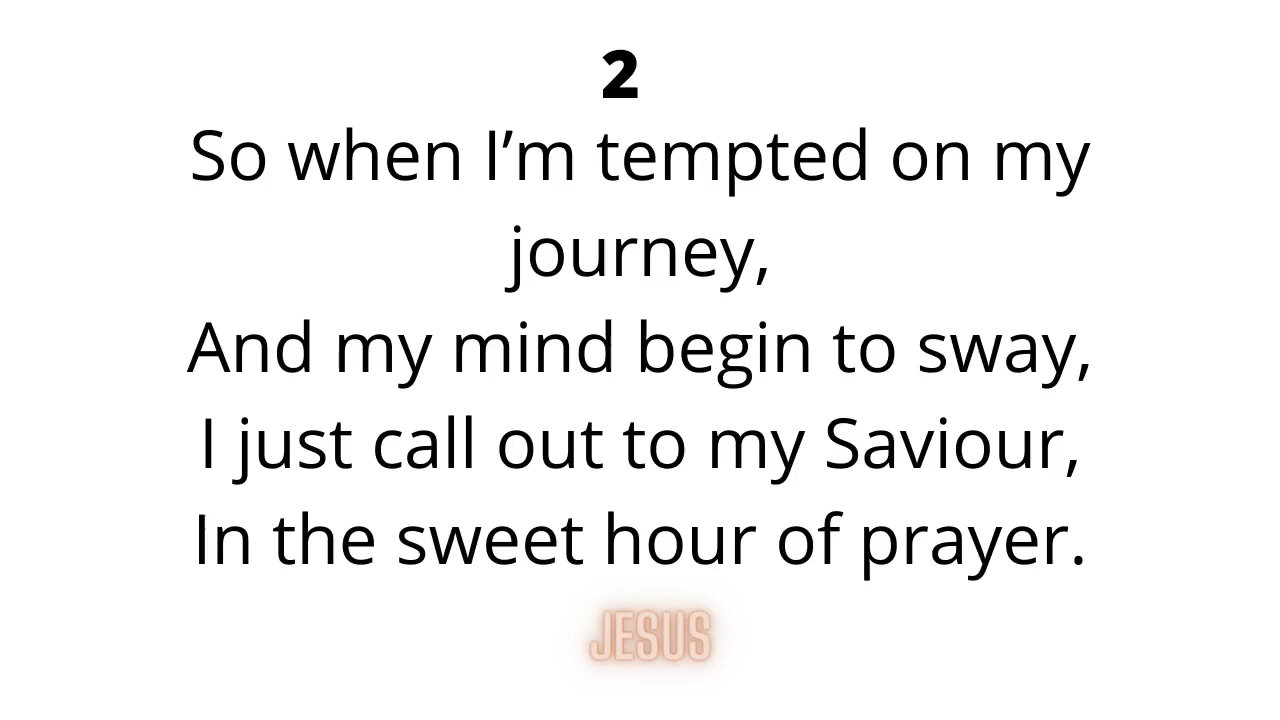 2
So when I’m tempted on my
journey,
And my mind begin to sway,
I just call out to my Saviour,
In the sweet hour of prayer.
JESUS